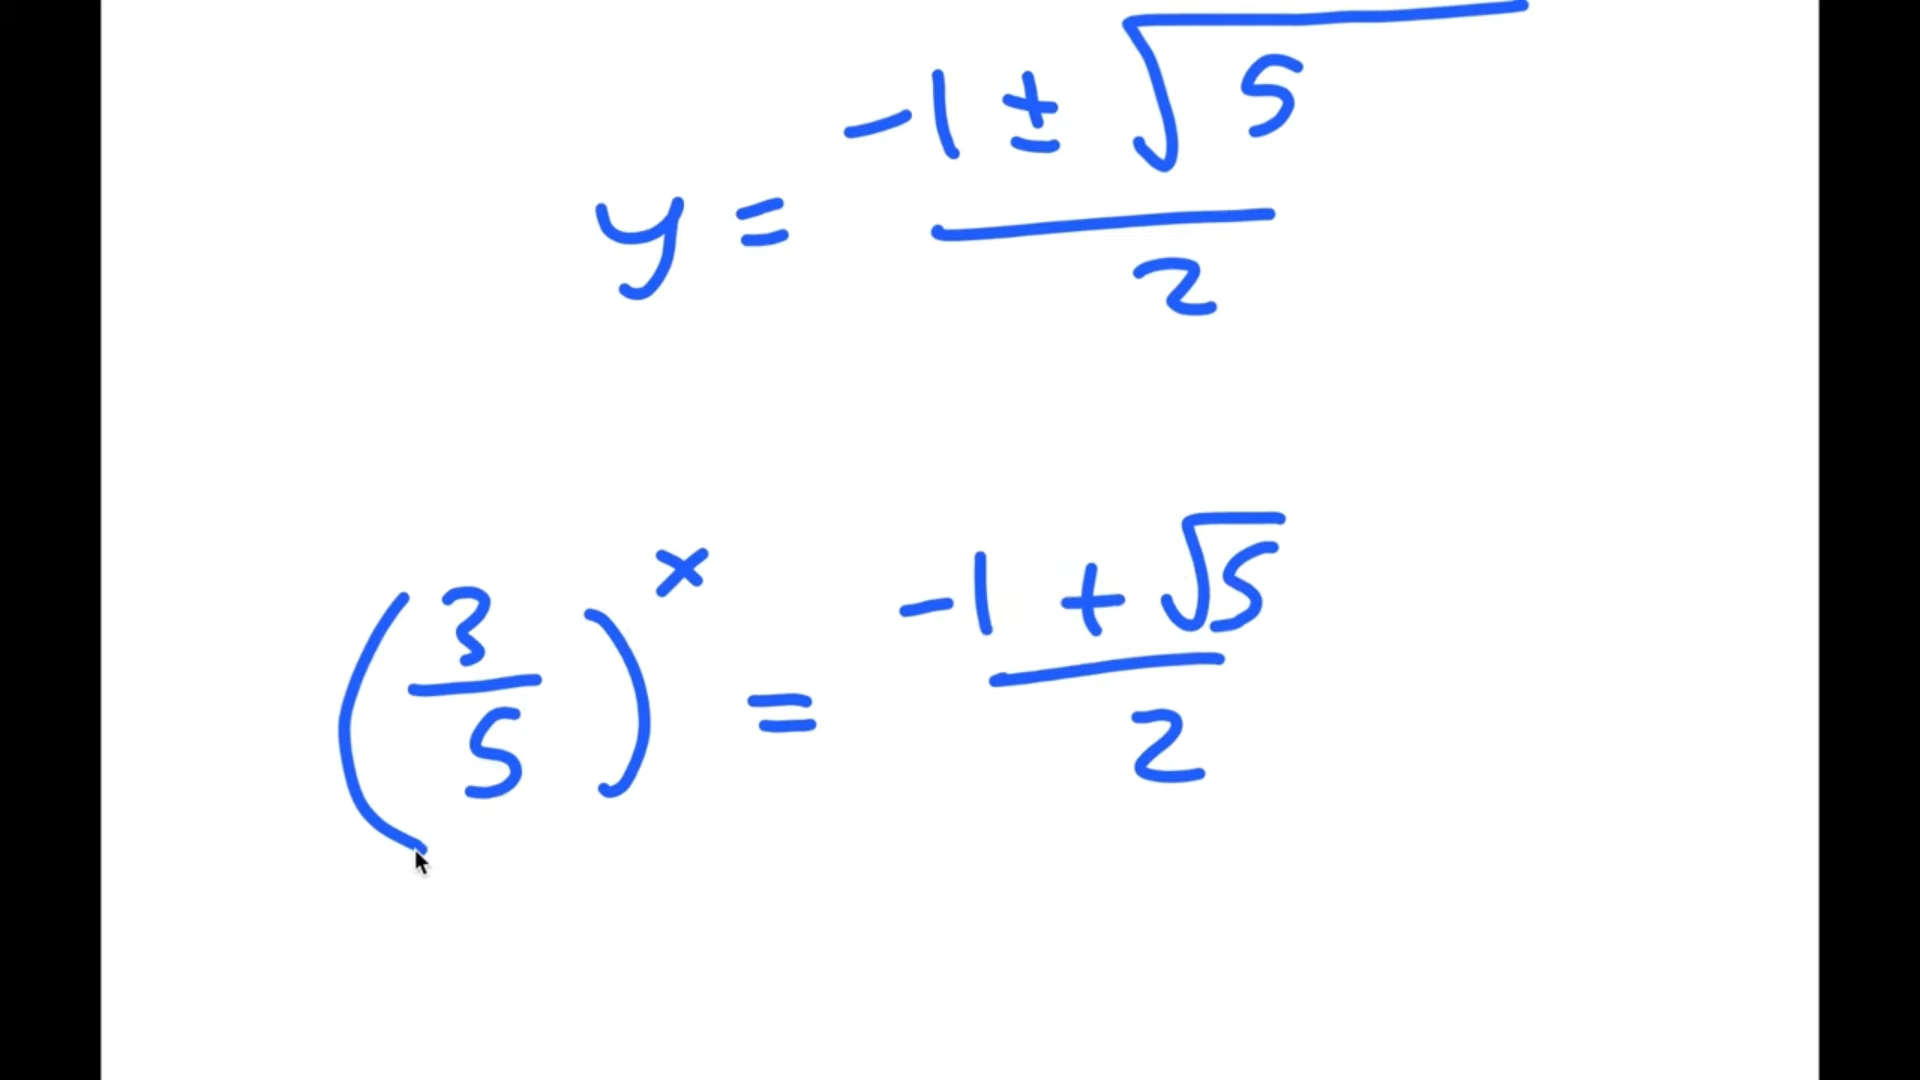 y = (-1 ± √5) / 2
(3/5)^x = (-1 + √5) / 2